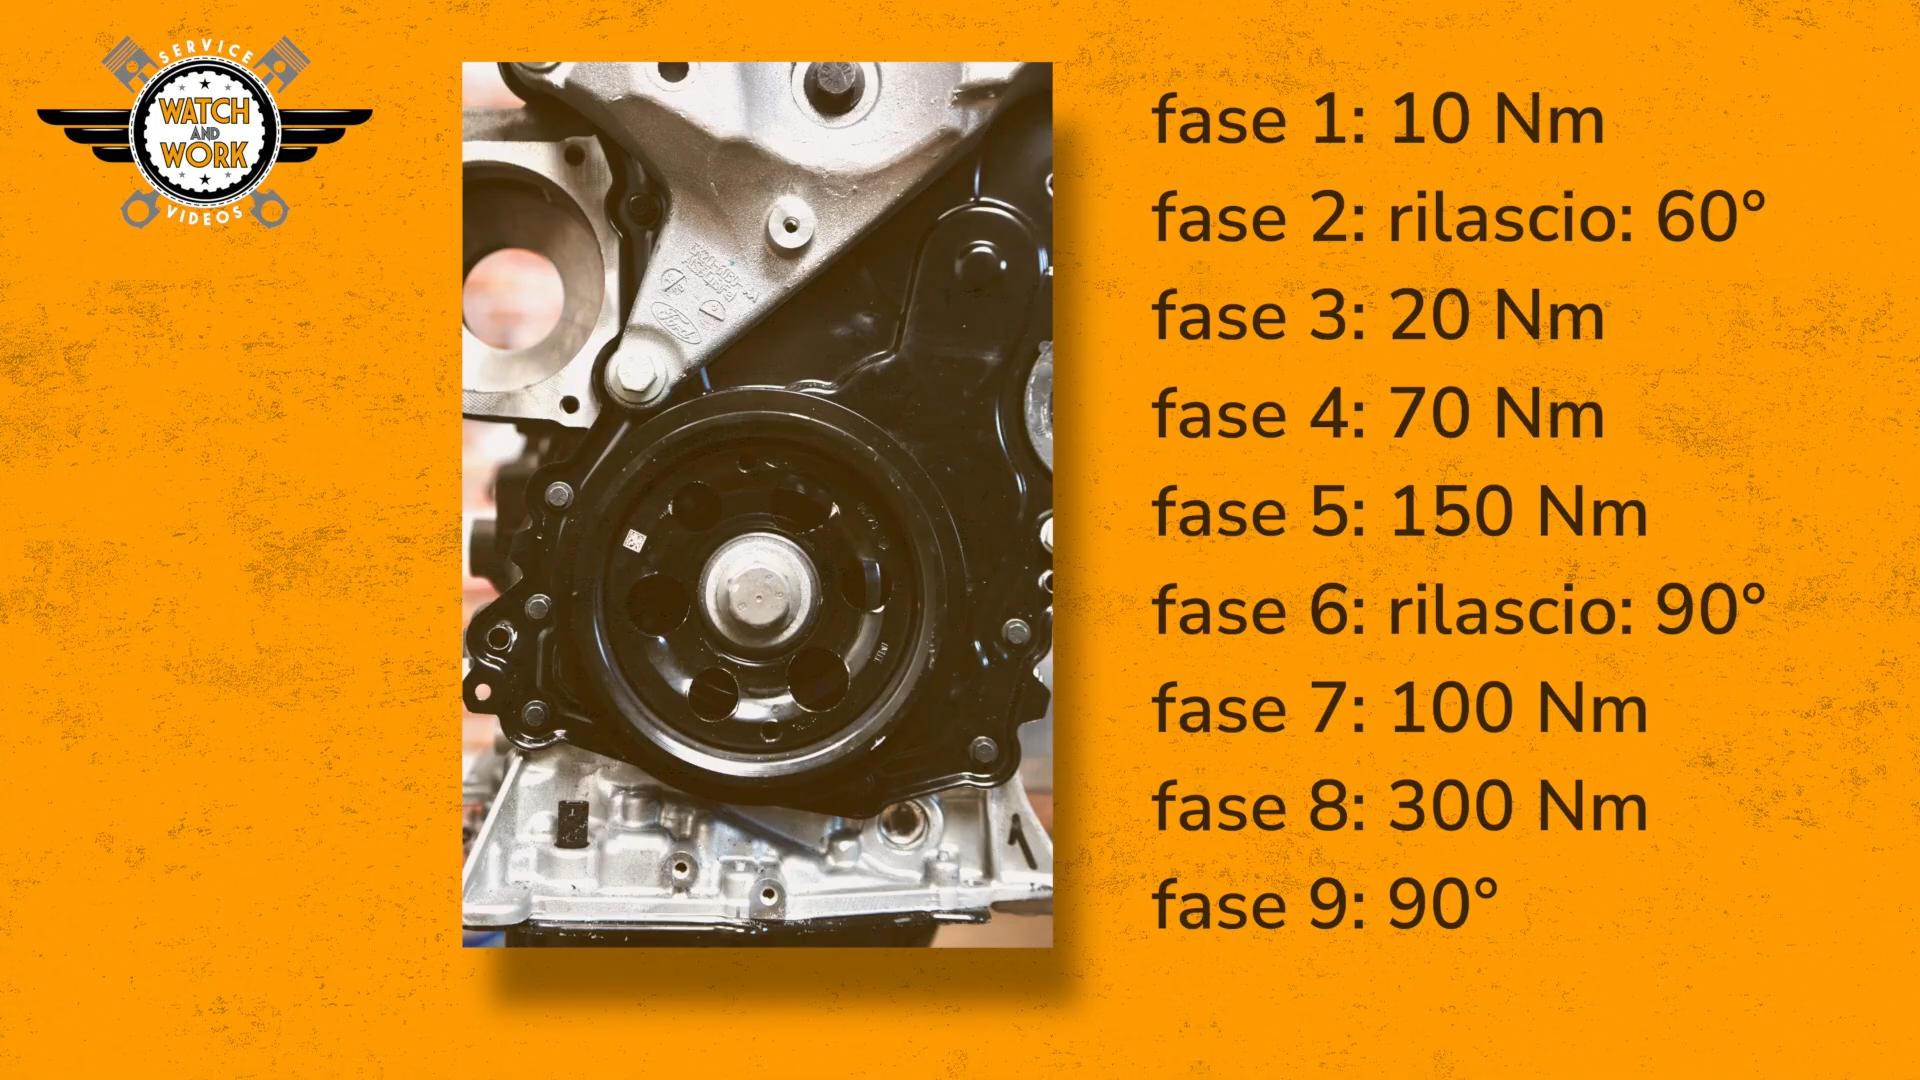 SERVICE
WATCH
AND
WORK
VIDEOS
Ford
fase 1: 10 Nm
fase 2: rilascio: 60°
fase 3: 20 Nm
fase 4: 70 Nm
fase 5: 150 Nm
fase 6: rilascio: 90°
fase 7: 100 Nm
fase 8: 300 Nm
fase 9: 90°